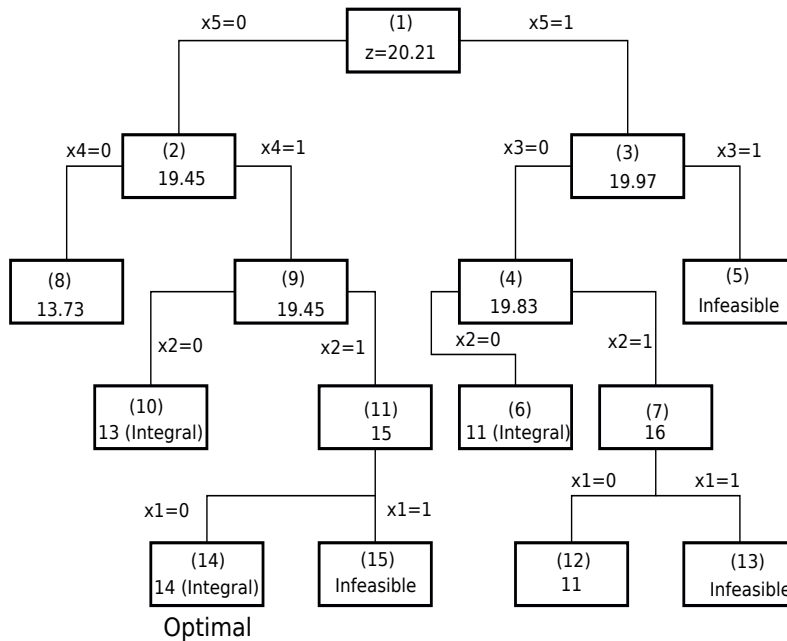 x5=0
(1)
x5=1
z=20.21
x4=0
(2)
x4=1
x3=0
(3)
x3=1
19.45
19.97
(8)
13.73
(9)
19.45
(4)
19.83
(5)
Infeasible
x2=0
x2=1
x2=0
x2=1
(10)
13 (Integral)
(11)
15
(6)
11 (Integral)
(7)
16
x1=0
x1=1
x1=0
x1=1
(14)
14 (Integral)
(15)
Infeasible
(12)
11
(13)
Infeasible
Optimal